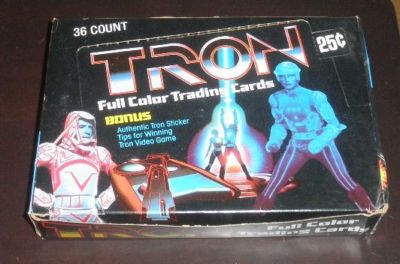 36 COUNT
TRON
25¢
Full Color Trading Cards
BONUS
Authentic Tron Sticker
Tips for Winning
Tron Video Game
TRON
Full Color
Trading Cards